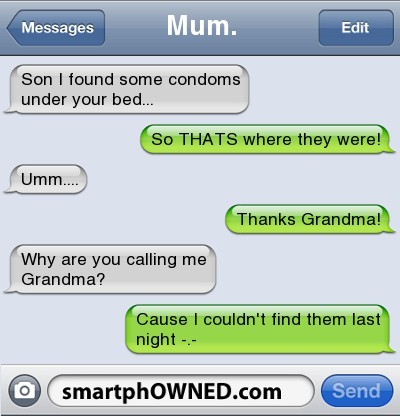 Messages
Mum.
Edit
Son I found some condoms
under your bed...
So THATS where they were!
Umm....
Thanks Grandma!
Why are you calling me
Grandma?
Cause I couldn't find them last
night -.-
smartphOWNED.com
Send